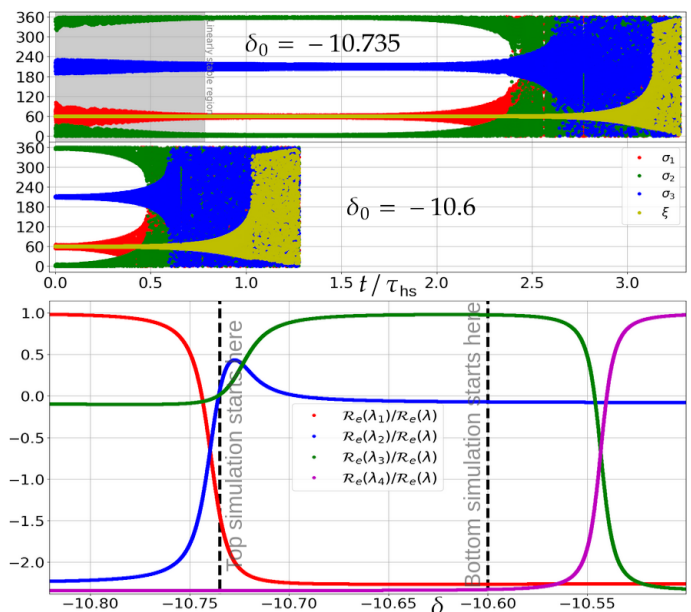 360
300
240
180
120
60
0
δ₀ = − 10.735
Linearly stable region
360
300
240
180
120
60
0
δ₀ = − 10.6
σ₁
σ₂
σ₃
ξ
0.0 0.5 1.0 1.5 2.0 2.5 3.0
t / τhs
1.0
0.5
0.0
−0.5
−1.0
−1.5
−2.0
Top simulation starts here
Bottom simulation starts here
ℛₑ(λ₁)/ℛₑ(λ)
ℛₑ(λ₂)/ℛₑ(λ)
ℛₑ(λ₃)/ℛₑ(λ)
ℛₑ(λ₄)/ℛₑ(λ)
−10.80 −10.75 −10.70 −10.65 −10.60 −10.55
δ